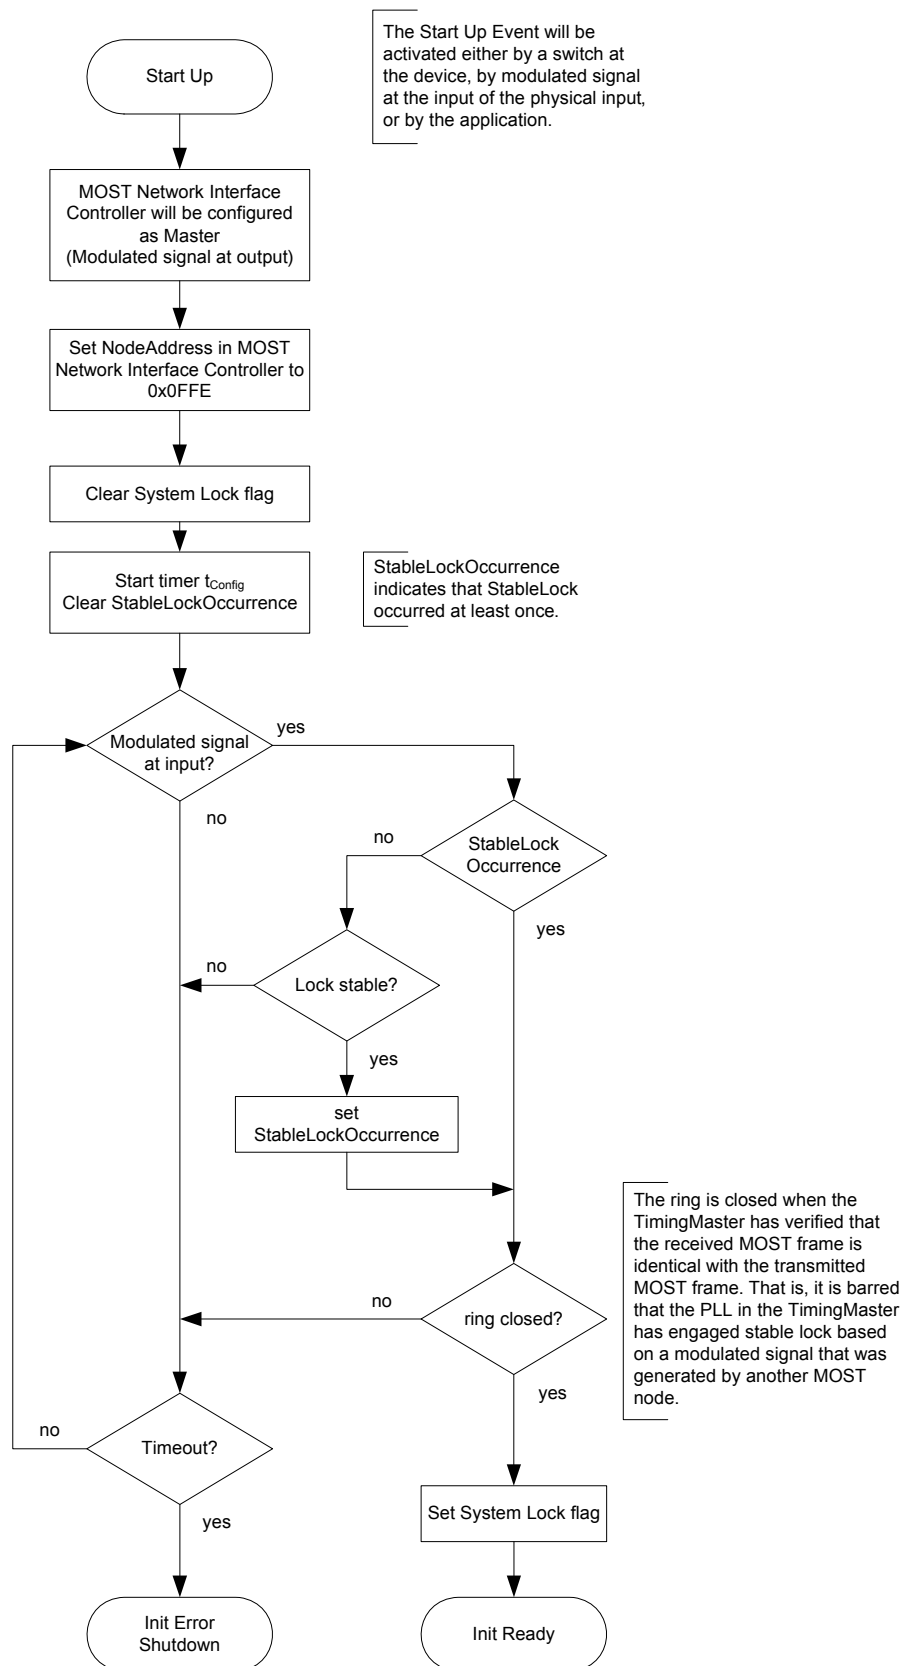 The Start Up Event will be
activated either by a switch at
the device, by modulated signal
at the input of the physical input,
or by the application.
Start Up
MOST Network Interface
Controller will be configured
as Master
(Modulated signal at output)
Set NodeAddress in MOST
Network Interface Controller to
0x0FFE
Clear System Lock flag
Start timer tConfig
Clear StableLockOccurrence
StableLockOccurrence
indicates that StableLock
occurred at least once.
Modulated signal
at input?
yes
no
StableLock
Occurrence
no
yes
Lock stable?
no
yes
set
StableLockOccurrence
The ring is closed when the
TimingMaster has verified that
the received MOST frame is
identical with the transmitted
MOST frame. That is, it is barred
that the PLL in the TimingMaster
has engaged stable lock based
on a modulated signal that was
generated by another MOST
node.
ring closed?
no
yes
Timeout?
no
yes
Set System Lock flag
Init Error
Shutdown
Init Ready